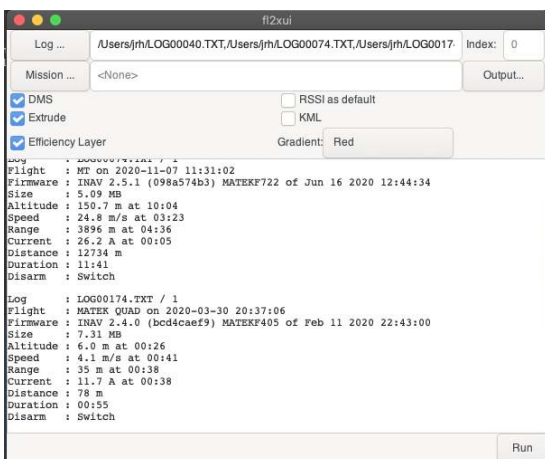 fl2xui
Log ... /Users/jrh/LOG00040.TXT,/Users/jrh/LOG00074.TXT,/Users/jrh/LOG0017 Index: 0
Mission ... <None> Output...
DMS RSSI as default
Extrude KML
Efficiency Layer Gradient: Red
Log : LOG00074.TXT / 1
Flight : MT on 2020-11-07 11:31:02
Firmware : INAV 2.5.1 (098a574b3) MATEKF722 of Jun 16 2020 12:44:34
Size : 5.09 MB
Altitude : 150.7 m at 10:04
Speed : 24.8 m/s at 03:23
Range : 3896 m at 04:36
Current : 26.2 A at 00:05
Distance : 12734 m
Duration : 11:41
Disarm : Switch
Log : LOG00174.TXT / 1
Flight : MATEK QUAD on 2020-03-30 20:37:06
Firmware : INAV 2.4.0 (bcd4caef9) MATEKF405 of Feb 11 2020 22:43:00
Size : 7.31 MB
Altitude : 6.0 m at 00:26
Speed : 4.1 m/s at 00:41
Range : 35 m at 00:38
Current : 11.7 A at 00:38
Distance : 78 m
Duration : 00:55
Disarm : Switch
Run